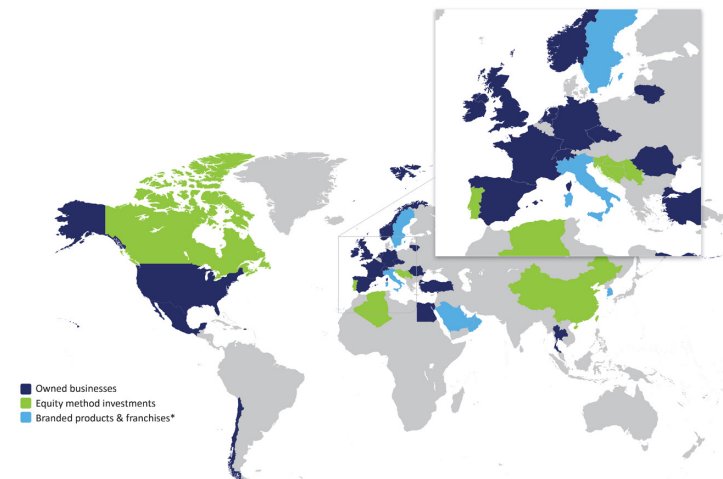 Owned businesses
Equity method investments
Branded products & franchises*